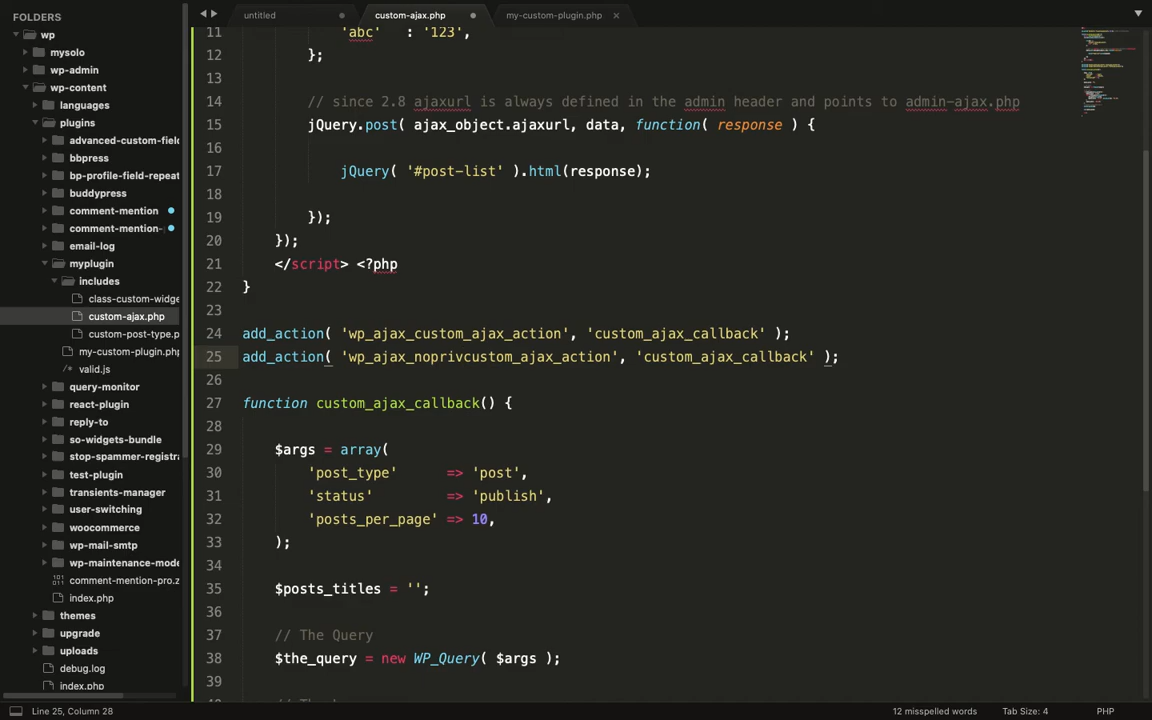 FOLDERS
wp
mysolo
wp-admin
wp-content
languages
plugins
advanced-custom-field
bbpress
bp-profile-field-repeat
buddypress
comment-mention
comment-mention-
email-log
myplugin
includes
class-custom-widge
custom-ajax.php
custom-post-type.p
my-custom-plugin.php
/* valid.js
query-monitor
react-plugin
reply-to
so-widgets-bundle
stop-spammer-registra
test-plugin
transients-manager
user-switching
woocommerce
wp-mail-smtp
wp-maintenance-mode
comment-mention-pro.z
index.php
themes
upgrade
uploads
debug.log
index.php
untitled
custom-ajax.php
my-custom-plugin.php
11 'abc' : '123',
12 };
13
14 // since 2.8 ajaxurl is always defined in the admin header and points to admin-ajax.php
15 jQuery.post( ajax_object.ajaxurl, data, function( response ) {
16
17 jQuery( '#post-list' ).html(response);
18
19 });
20 });
21 </script> <?php
22 }
23
24 add_action( 'wp_ajax_custom_ajax_action', 'custom_ajax_callback' );
25 add_action( 'wp_ajax_noprivcustom_ajax_action', 'custom_ajax_callback' );
26
27 function custom_ajax_callback() {
28
29 $args = array(
30 'post_type' => 'post',
31 'status' => 'publish',
32 'posts_per_page' => 10,
33 );
34
35 $posts_titles = '';
36
37 // The Query
38 $the_query = new WP_Query( $args );
39
Line 25, Column 28
12 misspelled words
Tab Size: 4
PHP